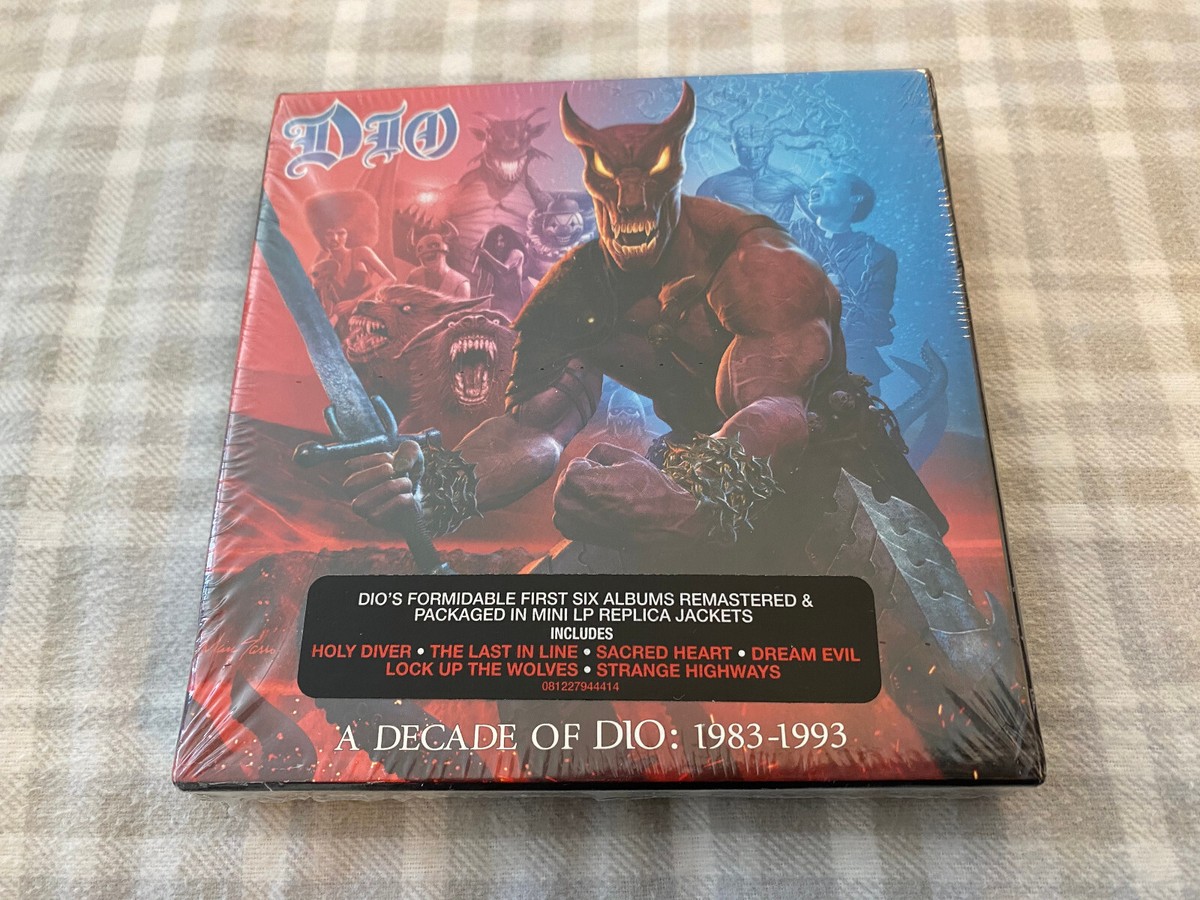 DIO
DIO'S FORMIDABLE FIRST SIX ALBUMS REMASTERED &
PACKAGED IN MINI LP REPLICA JACKETS
INCLUDES
HOLY DIVER • THE LAST IN LINE • SACRED HEART • DREAM EVIL
LOCK UP THE WOLVES • STRANGE HIGHWAYS
081227944414
A DECADE OF DIO: 1983-1993